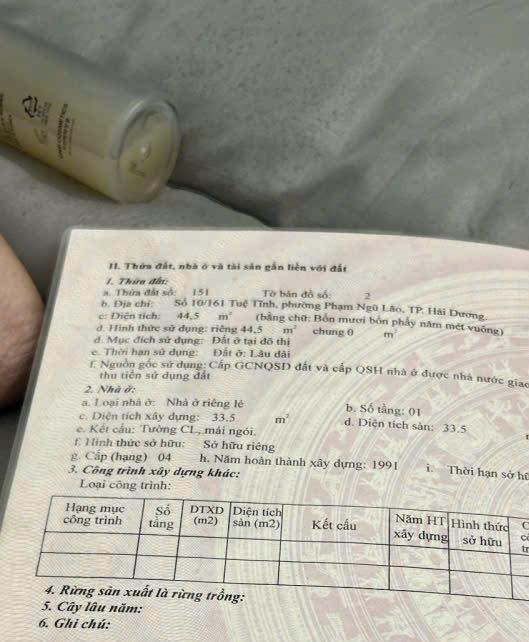 II. Thửa đất, nhà ở và tài sản gắn liền với đất
1. Thửa đất:
a. Thửa đất số: 151 Tờ bản đồ số: 2
b. Địa chỉ: Số 10/161 Tuệ Tĩnh, phường Phạm Ngũ Lão, TP. Hải Dương.
c: Diện tích: 44,5 m² (bằng chữ: Bốn mươi bốn phẩy năm mét vuông)
d. Hình thức sử dụng: riêng 44,5 m² chung 0 m²
d. Mục đích sử dụng: Đất ở tại đô thị
e. Thời hạn sử dụng: Đất ở: Lâu dài
f. Nguồn gốc sử dụng: Cấp GCNQSD đất và cấp QSH nhà ở được nhà nước giao
thu tiền sử dụng đất
2. Nhà ở:
a. Loại nhà ở: Nhà ở riêng lẻ b. Số tầng: 01
c. Diện tích xây dựng: 33.5 m² d. Diện tích sàn: 33.5
e. Kết cấu: Tường CL, mái ngói.
f. Hình thức sở hữu: Sở hữu riêng
g. Cấp (hạng) 04 h. Năm hoàn thành xây dựng: 1991 i. Thời hạn sở hữ
3. Công trình xây dựng khác:
Loại công trình:
Hạng mục công trình Số tầng DTXD (m2) Diện tích sàn (m2) Kết cấu Năm HT xây dựng Hình thức sở hữu
4. Rừng sản xuất là rừng trồng:
5. Cây lâu năm:
6. Ghi chú: